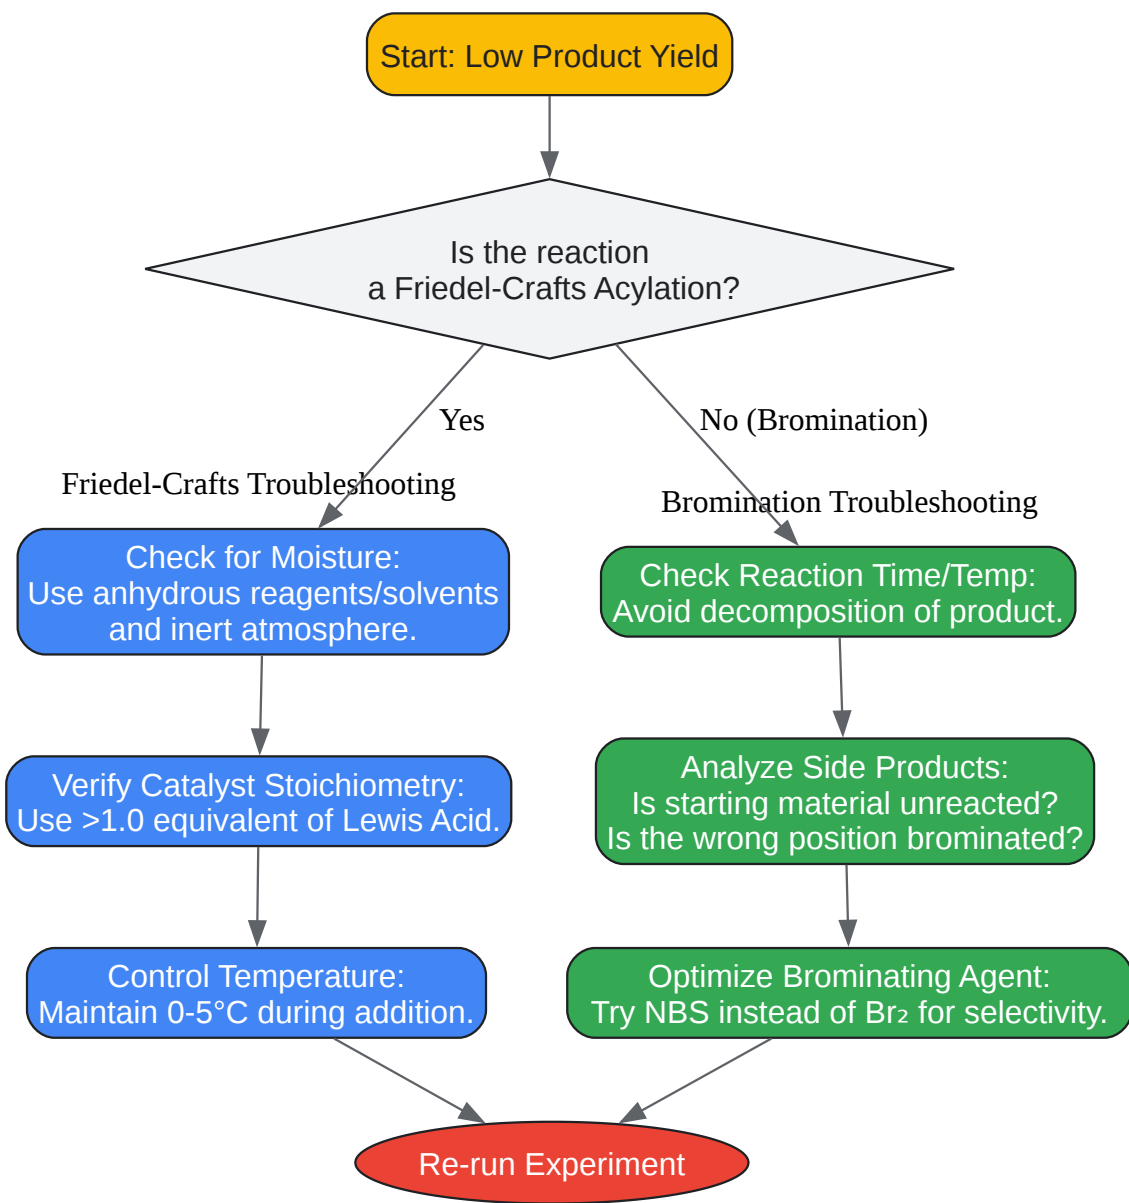 Start: Low Product Yield
Is the reaction
a Friedel-Crafts Acylation?
Yes
No (Bromination)
Friedel-Crafts Troubleshooting
Check for Moisture:
Use anhydrous reagents/solvents
and inert atmosphere.
Verify Catalyst Stoichiometry:
Use >1.0 equivalent of Lewis Acid.
Control Temperature:
Maintain 0-5°C during addition.
Bromination Troubleshooting
Check Reaction Time/Temp:
Avoid decomposition of product.
Analyze Side Products:
Is starting material unreacted?
Is the wrong position brominated?
Optimize Brominating Agent:
Try NBS instead of Br₂ for selectivity.
Re-run Experiment